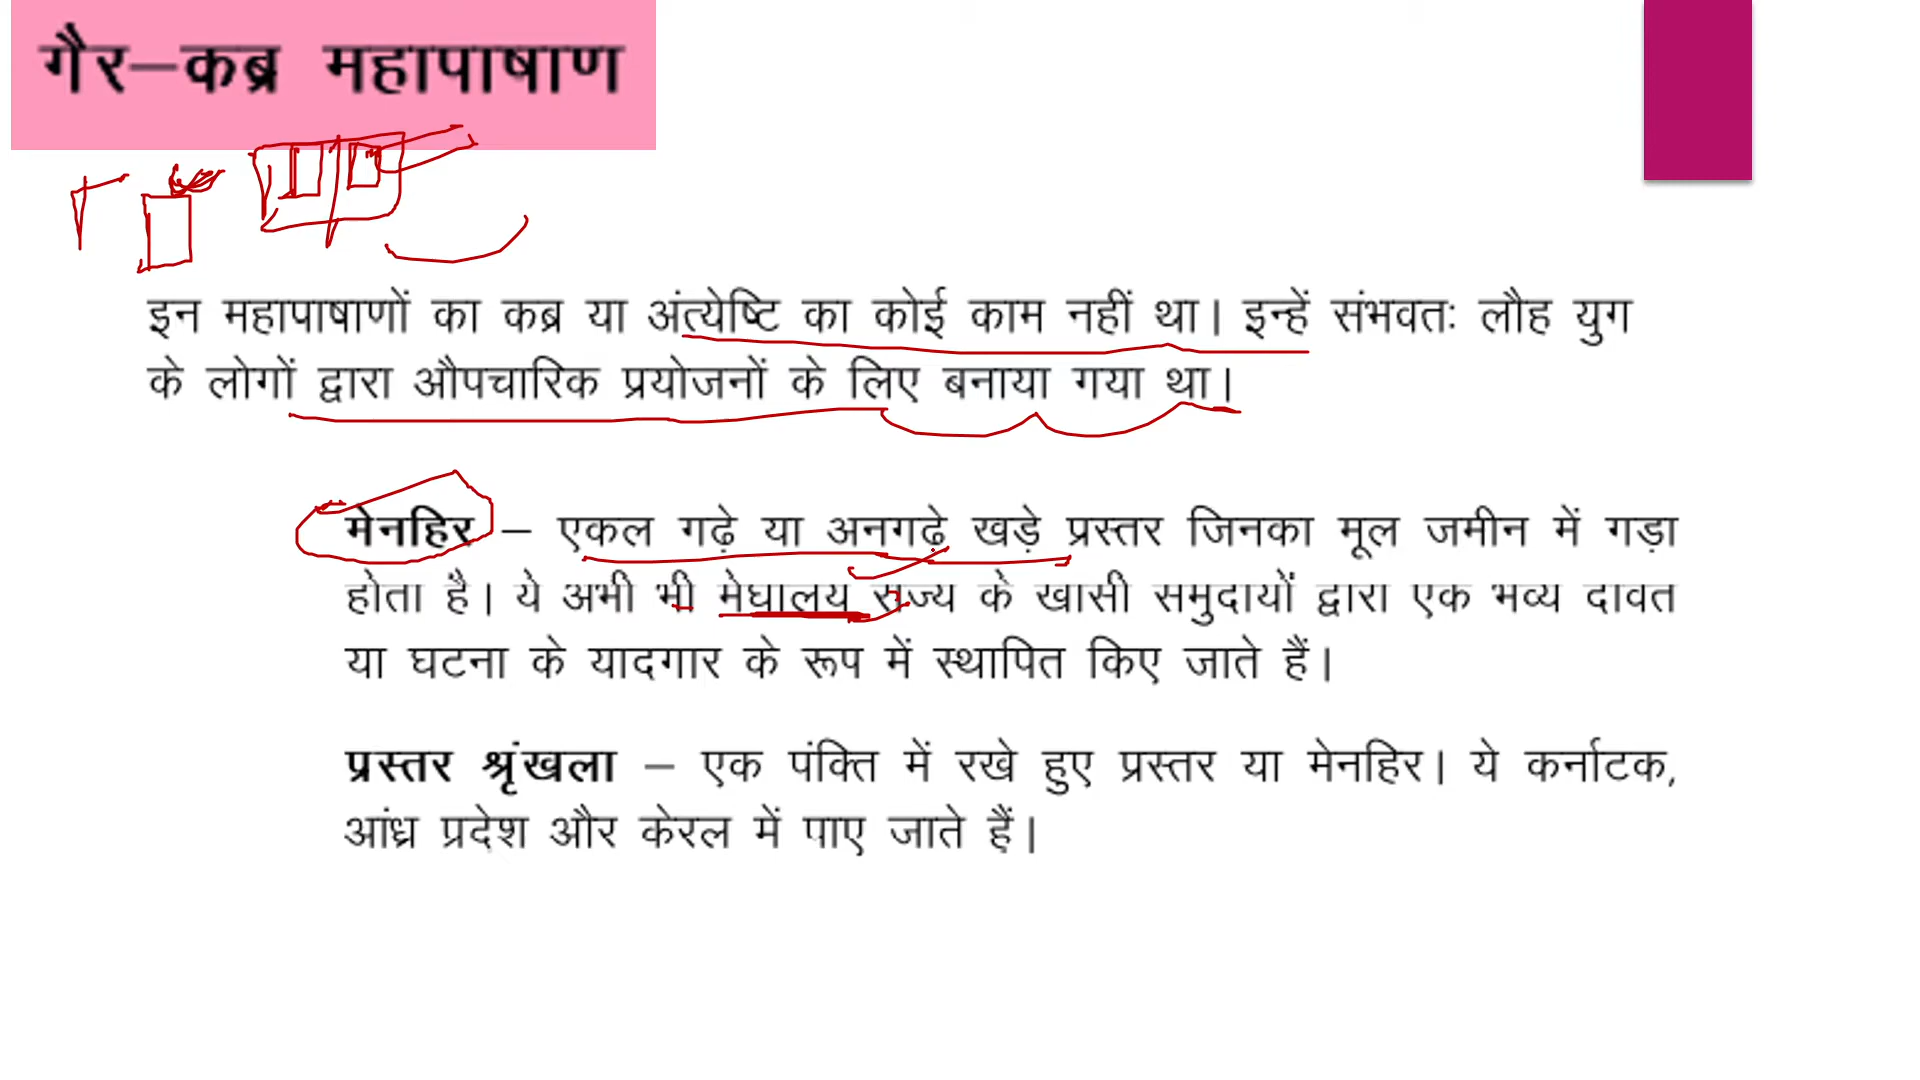 गैर–कब्र महापाषाण
इन महापाषाणों का कब्र या अंत्येष्टि का कोई काम नहीं था। इन्हें संभवतः लौह युग
के लोगों द्वारा औपचारिक प्रयोजनों के लिए बनाया गया था।
मेनहिर – एकल गढ़े या अनगढ़े खड़े प्रस्तर जिनका मूल जमीन में गड़ा
होता है। ये अभी भी मेघालय राज्य के खासी समुदायों द्वारा एक भव्य दावत
या घटना के यादगार के रूप में स्थापित किए जाते हैं।
प्रस्तर श्रृंखला – एक पंक्ति में रखे हुए प्रस्तर या मेनहिर। ये कर्नाटक,
आंध्र प्रदेश और केरल में पाए जाते हैं।